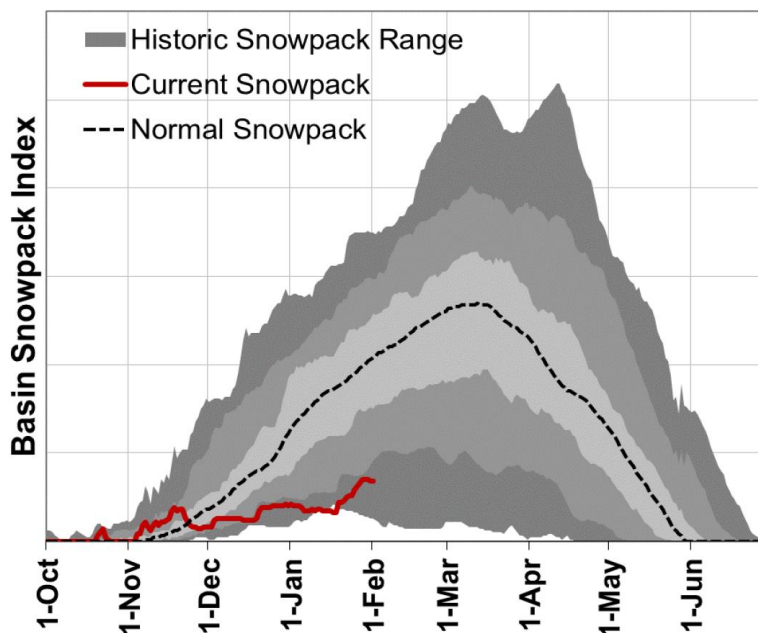 Historic Snowpack Range
Current Snowpack
Normal Snowpack
Basin Snowpack Index
1-Oct
1-Nov
1-Dec
1-Jan
1-Feb
1-Mar
1-Apr
1-May
1-Jun